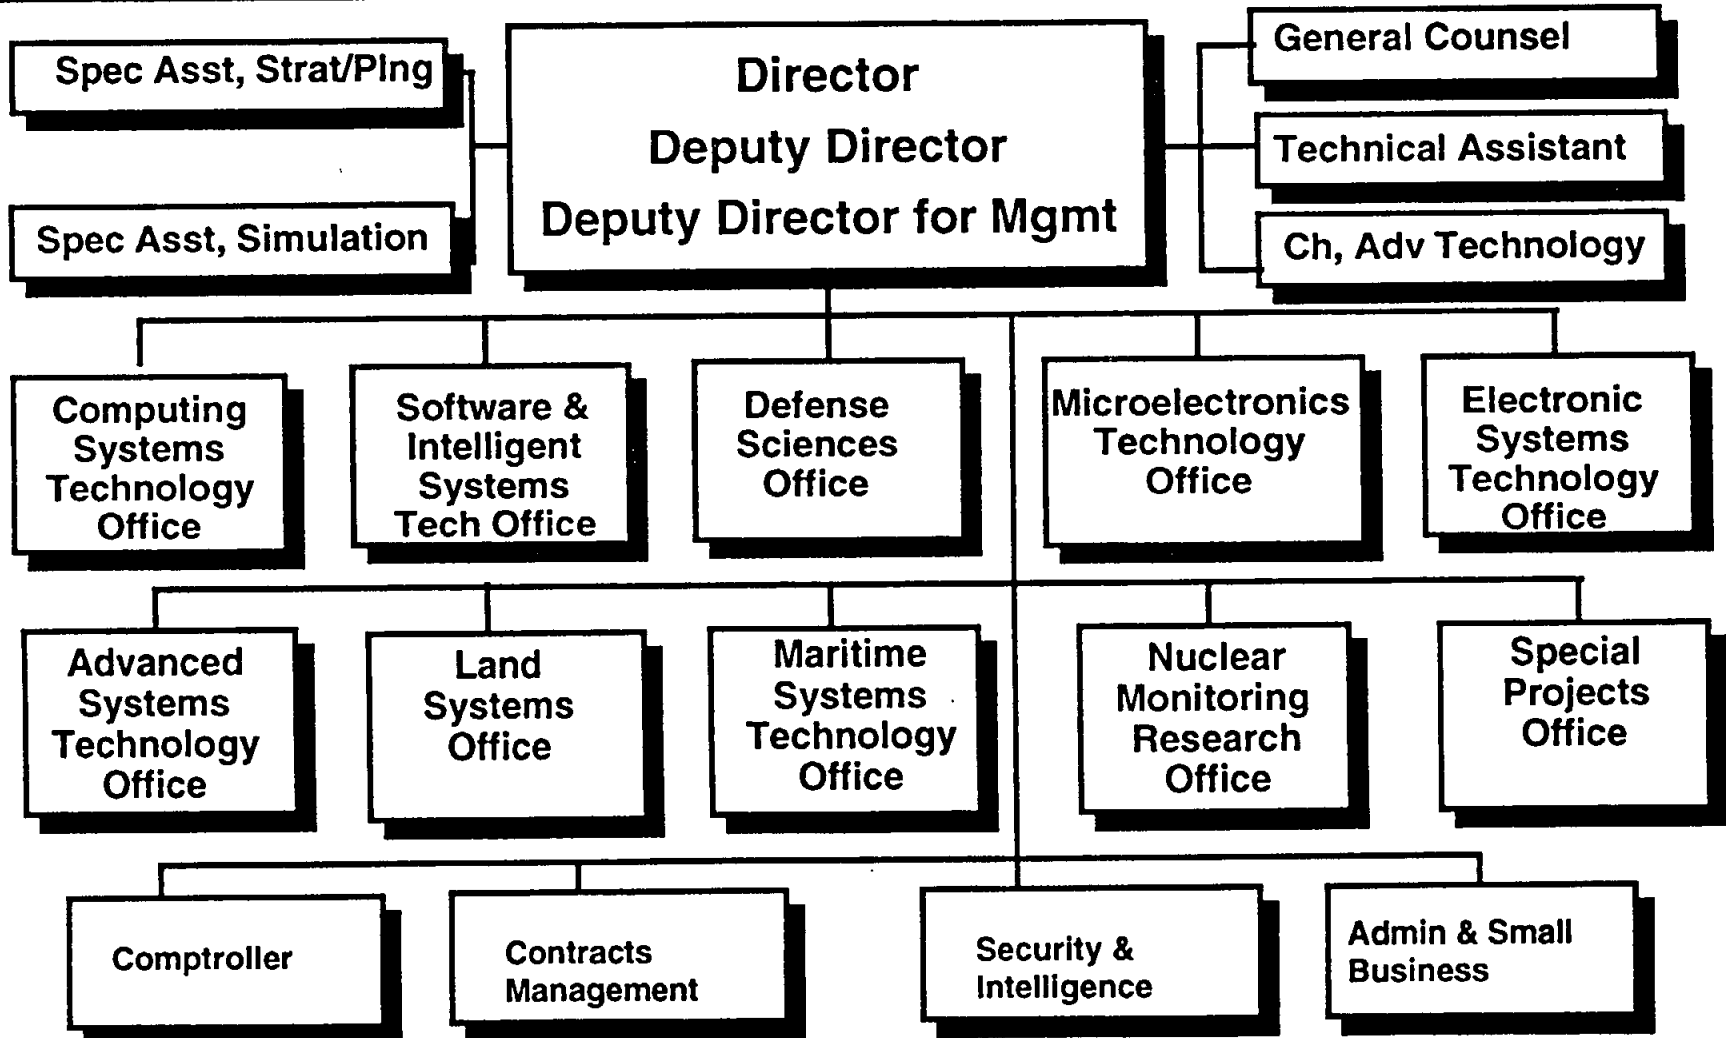 Spec Asst, Strat/Plng
Spec Asst, Simulation
Director
Deputy Director
Deputy Director for Mgmt
General Counsel
Technical Assistant
Ch, Adv Technology
Computing
Systems
Technology
Office
Software &
Intelligent
Systems
Tech Office
Defense
Sciences
Office
Microelectronics
Technology
Office
Electronic
Systems
Technology
Office
Advanced
Systems
Technology
Office
Land
Systems
Office
Maritime
Systems
Technology
Office
Nuclear
Monitoring
Research
Office
Special
Projects
Office
Comptroller
Contracts
Management
Security &
Intelligence
Admin & Small
Business